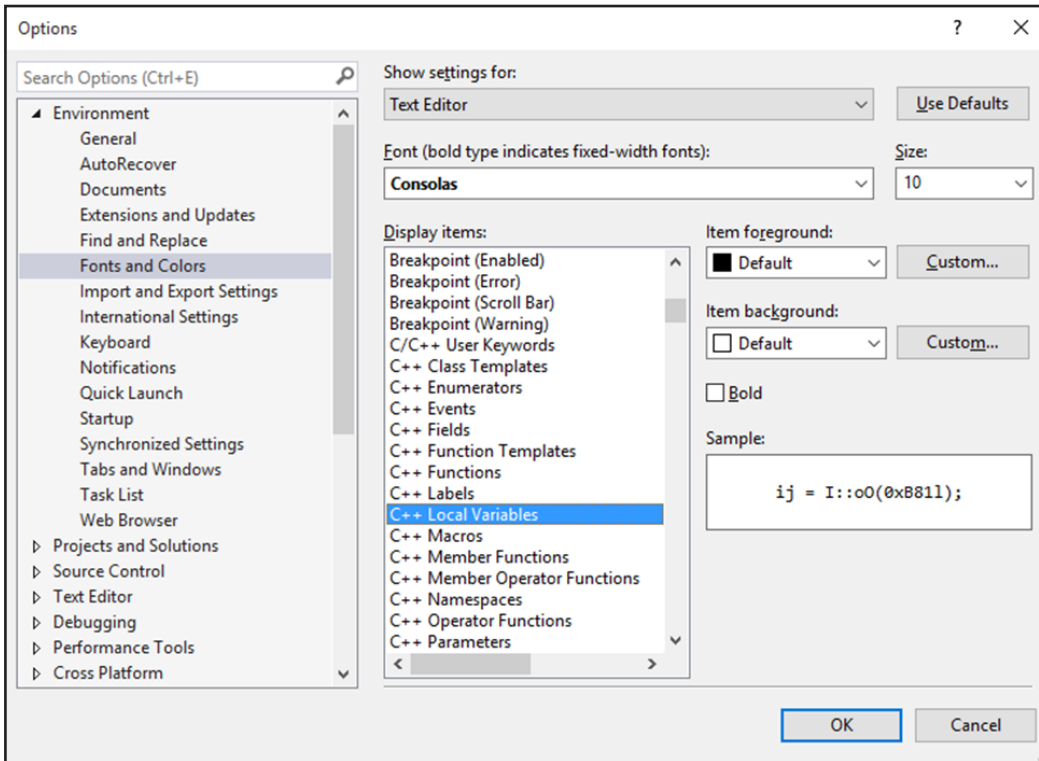 Options
?
Search Options (Ctrl+E)
Environment
General
AutoRecover
Documents
Extensions and Updates
Find and Replace
Fonts and Colors
Import and Export Settings
International Settings
Keyboard
Notifications
Quick Launch
Startup
Synchronized Settings
Tabs and Windows
Task List
Web Browser
Projects and Solutions
Source Control
Text Editor
Debugging
Performance Tools
Cross Platform
Show settings for:
Text Editor
Use Defaults
Font (bold type indicates fixed-width fonts):
Consolas
Size:
10
Display items:
Breakpoint (Enabled)
Breakpoint (Error)
Breakpoint (Scroll Bar)
Breakpoint (Warning)
C/C++ User Keywords
C++ Class Templates
C++ Enumerators
C++ Events
C++ Fields
C++ Function Templates
C++ Functions
C++ Labels
C++ Local Variables
C++ Macros
C++ Member Functions
C++ Member Operator Functions
C++ Namespaces
C++ Operator Functions
C++ Parameters
Item foreground:
Default
Custom...
Item background:
Default
Custom...
Bold
Sample:
ij = I::oO(0xB81l);
OK
Cancel